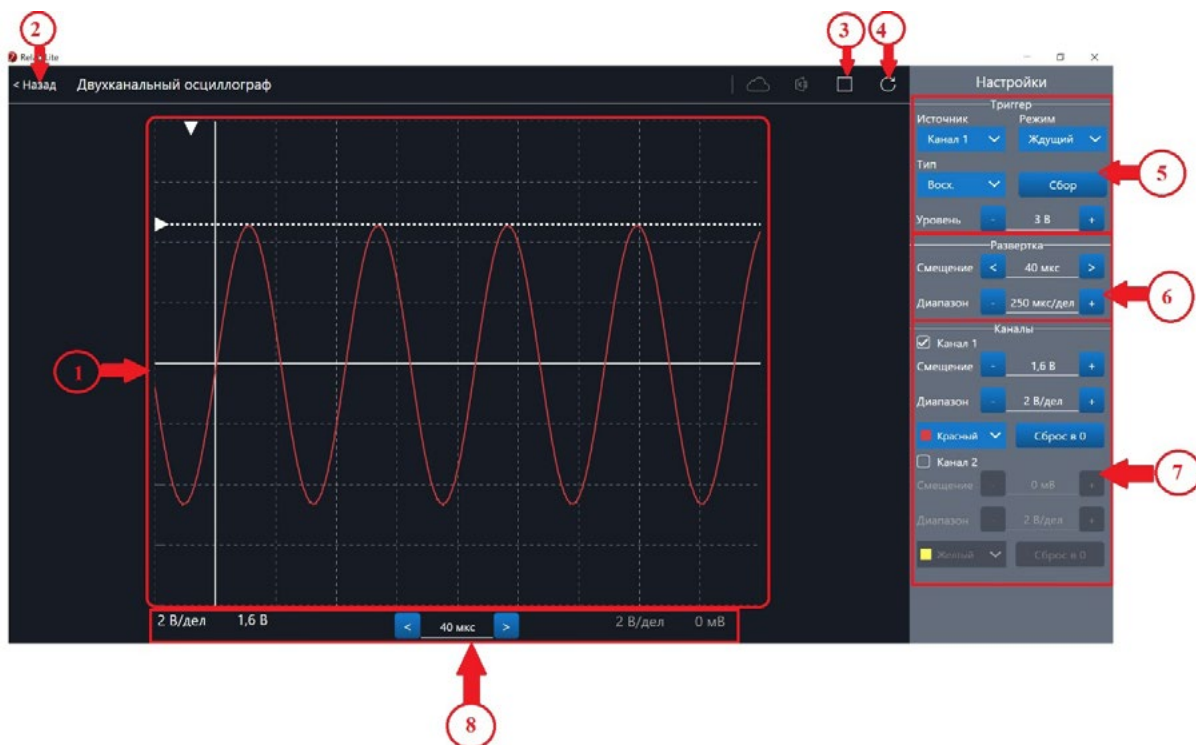 2
3
4
Relab Lite
< Назад
Двухканальный осциллограф
Настройки
Триггер
Источник
Режим
Канал 1
Ждущий
Тип
Восх.
Сбор
5
Уровень
-
3 В
+
Развертка
Смещение
<
40 мкс
>
6
Диапазон
-
250 мкс/дел
+
Каналы
Канал 1
1
Смещение
-
1,6 В
+
Диапазон
-
2 В/дел
+
Красный
Сброс в 0
Канал 2
7
Смещение
-
0 мВ
+
Диапазон
-
2 В/дел
+
Желтый
Сброс в 0
2 В/дел
1,6 В
<
40 мкс
>
2 В/дел
0 мВ
8